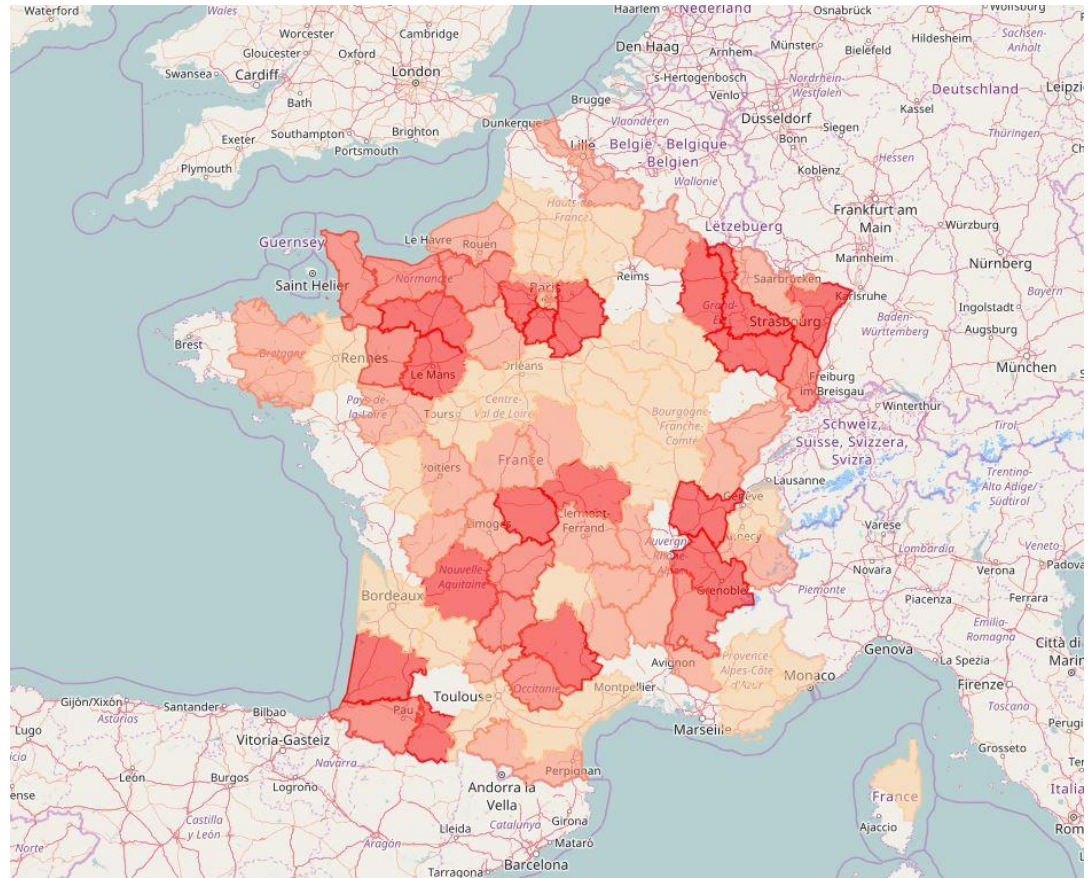 Waterford
Wales
Worcester
Cambridge
Haarlem
Nederland
Osnabrück
Wolfsburg
Hildesheim
Sachsen-
Anhalt
Gloucester
Oxford
Den Haag
Arnhem
Münster
Bielefeld
Swansea
Cardiff
London
's-Hertogenbosch
Nordrhein-
Westfalen
Bath
Venlo
Deutschland
Leipzi
Brugge
Kassel
Exeter
Southampton
Brighton
Dunkerque
Vlaanderen
Düsseldorf
Siegen
Thüringen
Portsmouth
Lille
België - Belgique -
Belgien
Bonn
Plymouth
Wallonie
Koblenz
Hessen
Hauts-de-
France
Lëtzebuerg
Frankfurt am
Main
Guernsey
Le Havre
Rouen
Würzburg
Mannheim
Saint Helier
Normandie
Reims
Saarbrücken
Nürnberg
Paris
Karlsruhe
Bayern
Grand-
Est
Ingolstadt
Strasbourg
Baden-
Württemberg
Augsburg
Brest
Bretagne
Rennes
Le Mans
Orléans
Freiburg
im Breisgau
München
Pays de-
la-Loire
Tours
Centre-
Val de Loire
Bourgogne-
Franche-
Comté
Winterthur
Schweiz,
Suisse, Svizzera,
Svizra
Tirol
Poitiers
France
Lausanne
Trentino-
Alto Adige/
Südtirol
Genève
Limoges
Clermont-
Ferrand
Annecy
Varese
Auvergne-
Rhône-
Alpes
Lombardia
Veneto
Nouvelle-
Aquitaine
Novara
Verona
Padova
Bordeaux
Grenoble
Piemonte
Piacenza
Ferrara
Emilia-
Romagna
Provence-
Alpes-Côte
d'Azur
Genova
Città di
Avignon
La Spezia
Toulouse
Occitanie
Montpellier
Monaco
Firenze
Gijón/Xixón
Santander
Bilbao
Marseille
Toscana
Asturias
Pau
Lugo
Vitoria-Gasteiz
Perugi
Navarra
Perpignan
Grosseto
León
Burgos
Logroño
Andorra la
Vella
France
Italia
Girona
Castilla
y León
Lleida
Catalunya
Ajaccio
Rom
Aragón
Mataró
Barcelona
Tarragona